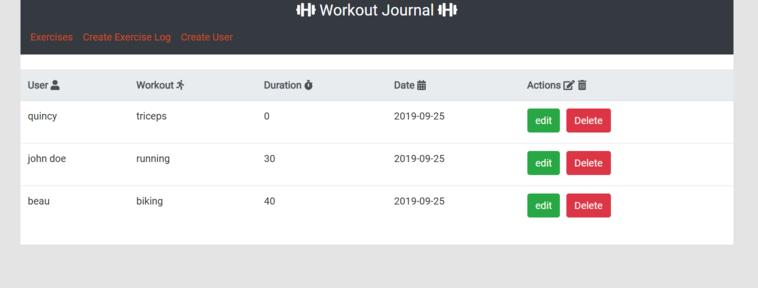 Workout Journal
Exercises Create Exercise Log Create User
User Workout Duration Date Actions
quincy triceps 0 2019-09-25 edit Delete
john doe running 30 2019-09-25 edit Delete
beau biking 40 2019-09-25 edit Delete